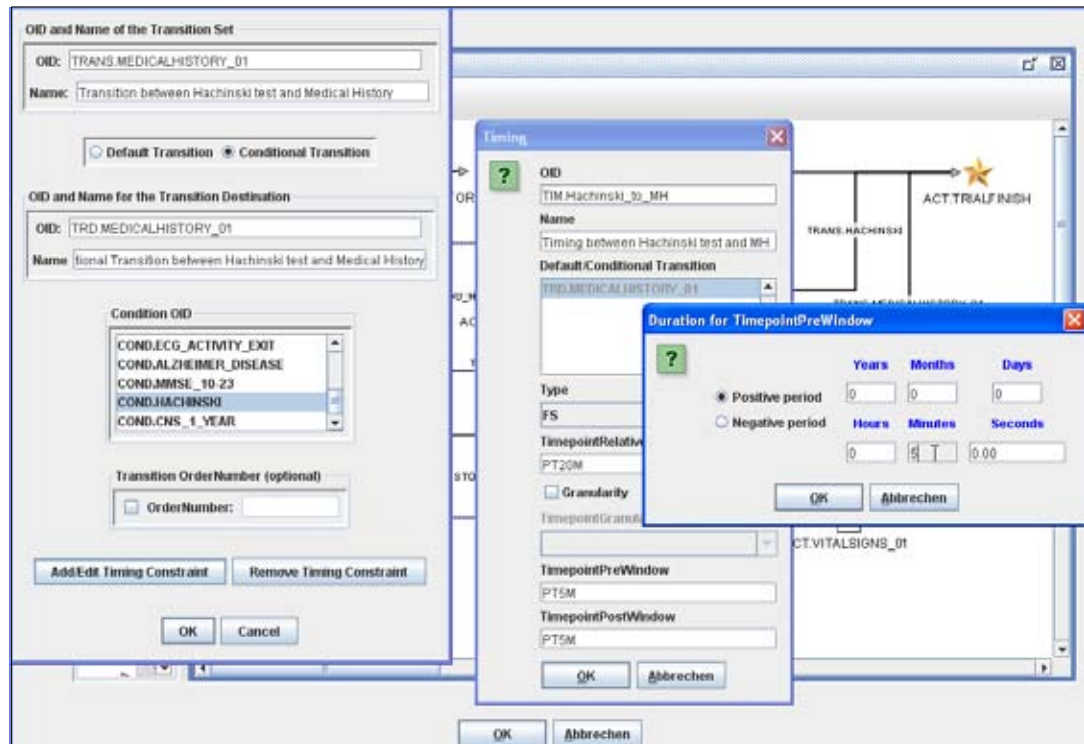 OID and Name of the Transition Set
OID: TRANS.MEDICALHISTORY_01
Name: Transition between Hachinski test and Medical History
Default Transition Conditional Transition
OID and Name for the Transition Destination
OID: TRD.MEDICALHISTORY_01
Name tional Transition between Hachinski test and Medical History
Condition OID
COND.ECG_ACTIVITY_EXIT
COND.ALZHEIMER_DISEASE
COND.MMSE_10-23
COND.HACHINSKI
COND.CNS_1_YEAR
Transition OrderNumber (optional)
OrderNumber:
Add/Edit Timing Constraint Remove Timing Constraint
OK Cancel
Timing
OID
TIM.Hachinski_to_MH
Name
Timing between Hachinski test and MH
Default/Conditional Transition
TRD.MEDICALHISTORY_01
Type
FS
TimepointRelative
PT20M
Granularity
TimepointGranul
TimepointPreWindow
PT5M
TimepointPostWindow
PT5M
OK Abbrechen
Duration for TimepointPreWindow
Positive period
Negative period
Years Months Days
0 0 0
Hours Minutes Seconds
0 5 0.00
OK Abbrechen
OR
AC
STO
ACT.TRIALFINISH
TRANS.HACHINSKI
TRANS.MEDICALHISTORY_01
CT.VITALSIGNS_01
OK Abbrechen